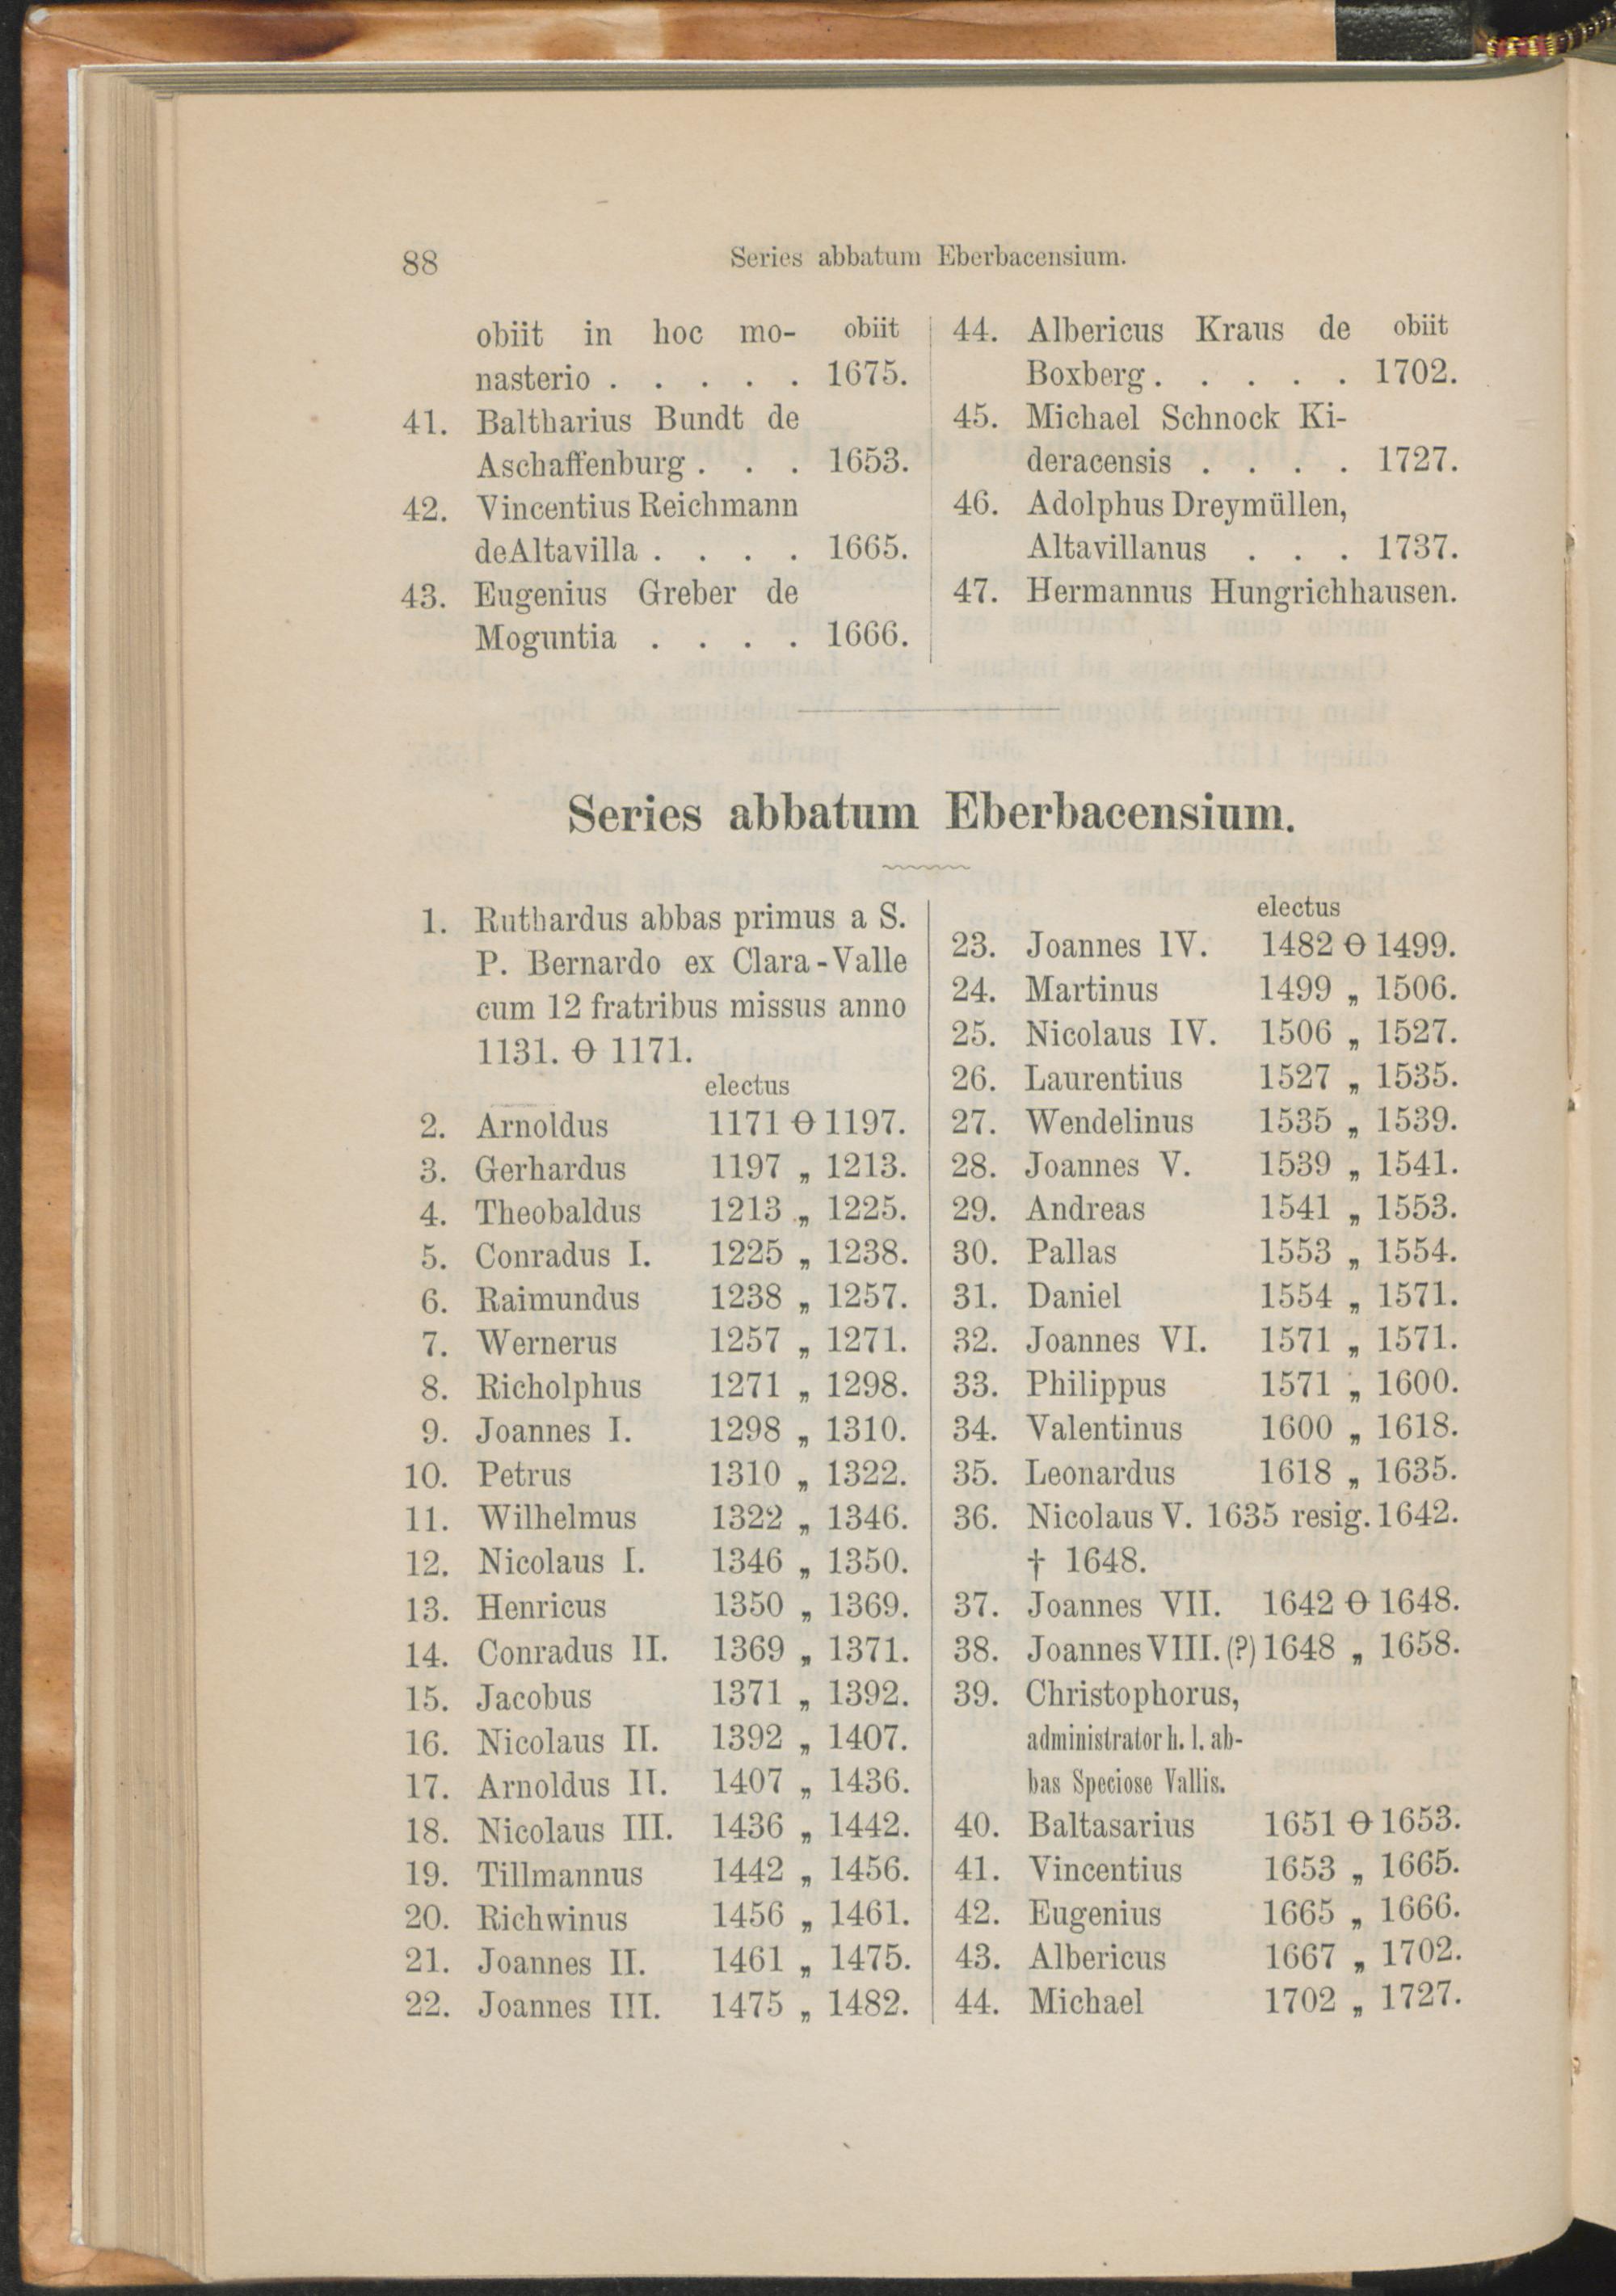 88
Series abbatum Eberbacensium.
obiit in hoc mo- obiit
nasterio . . . . . 1675.
41. Baltharius Bundt de
Aschaffenburg . . . 1653.
42. Vincentius Reichmann
deAltavilla . . . . 1665.
43. Eugenius Greber de
Moguntia . . . . 1666.
44. Albericus Kraus de obiit
Boxberg . . . . . 1702.
45. Michael Schnock Ki-
deracensis . . . . 1727.
46. Adolphus Dreymüllen,
Altavillanus . . . 1737.
47. Hermannus Hungrichhausen.
Series abbatum Eberbacensium.
1. Ruthardus abbas primus a S.
P. Bernardo ex Clara-Valle
cum 12 fratribus missus anno
1131. Θ 1171.
electus
2. Arnoldus 1171 Θ 1197.
3. Gerhardus 1197 „ 1213.
4. Theobaldus 1213 „ 1225.
5. Conradus I. 1225 „ 1238.
6. Raimundus 1238 „ 1257.
7. Wernerus 1257 „ 1271.
8. Richolphus 1271 „ 1298.
9. Joannes I. 1298 „ 1310.
10. Petrus 1310 „ 1322.
11. Wilhelmus 1322 „ 1346.
12. Nicolaus I. 1346 „ 1350.
13. Henricus 1350 „ 1369.
14. Conradus II. 1369 „ 1371.
15. Jacobus 1371 „ 1392.
16. Nicolaus II. 1392 „ 1407.
17. Arnoldus II. 1407 „ 1436.
18. Nicolaus III. 1436 „ 1442.
19. Tillmannus 1442 „ 1456.
20. Richwinus 1456 „ 1461.
21. Joannes II. 1461 „ 1475.
22. Joannes III. 1475 „ 1482.
electus
23. Joannes IV. 1482 Θ 1499.
24. Martinus 1499 „ 1506.
25. Nicolaus IV. 1506 „ 1527.
26. Laurentius 1527 „ 1535.
27. Wendelinus 1535 „ 1539.
28. Joannes V. 1539 „ 1541.
29. Andreas 1541 „ 1553.
30. Pallas 1553 „ 1554.
31. Daniel 1554 „ 1571.
32. Joannes VI. 1571 „ 1571.
33. Philippus 1571 „ 1600.
34. Valentinus 1600 „ 1618.
35. Leonardus 1618 „ 1635.
36. Nicolaus V. 1635 resig. 1642.
† 1648.
37. Joannes VII. 1642 Θ 1648.
38. Joannes VIII. (?) 1648 „ 1658.
39. Christophorus,
administrator h. l. ab-
bas Speciose Vallis.
40. Baltasarius 1651 Θ 1653.
41. Vincentius 1653 „ 1665.
42. Eugenius 1665 „ 1666.
43. Albericus 1667 „ 1702.
44. Michael 1702 „ 1727.